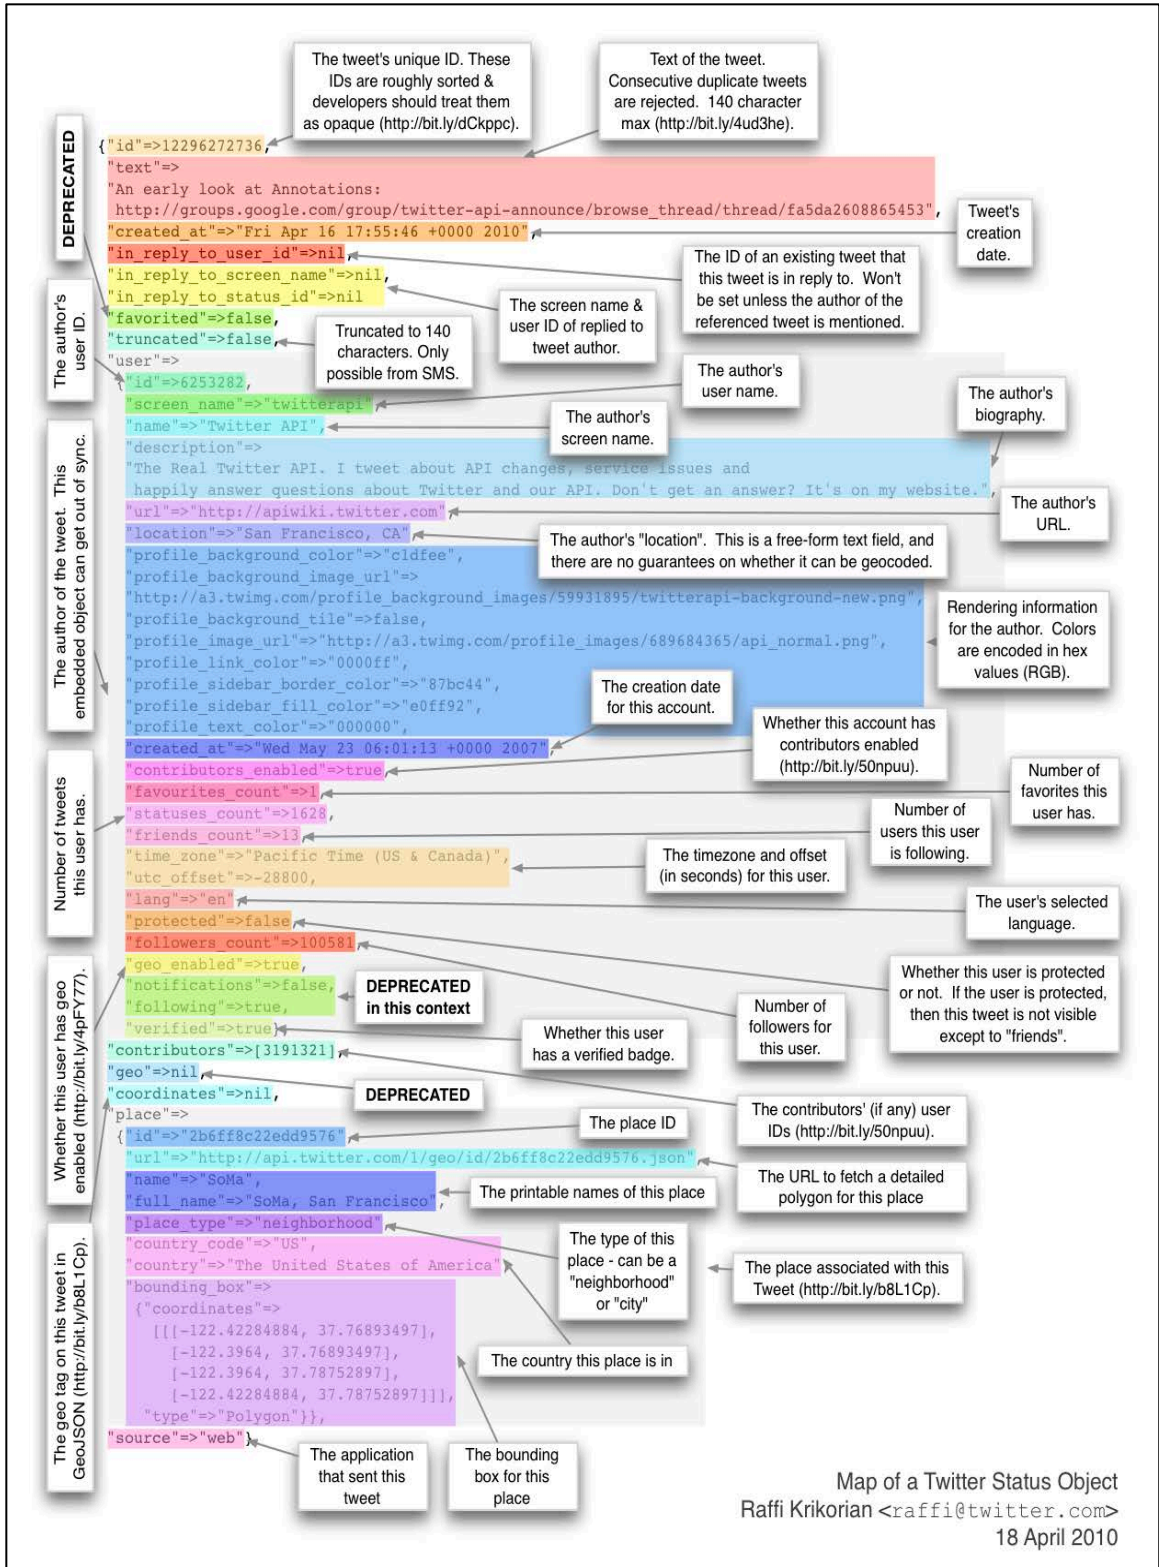 The tweet's unique ID. These
IDs are roughly sorted &
developers should treat them
as opaque (http://bit.ly/dCkppc).
Text of the tweet.
Consecutive duplicate tweets
are rejected. 140 character
max (http://bit.ly/4ud3he).
DEPRECATED
{"id"=>12296272736,
"text"=>
"An early look at Annotations:
http://groups.google.com/group/twitter-api-announce/browse_thread/thread/fa5da2608865453",
Tweet's
creation
date.
"created_at"=>"Fri Apr 16 17:55:46 +0000 2010",
"in_reply_to_user_id"=>nil,
The ID of an existing tweet that
this tweet is in reply to. Won't
be set unless the author of the
referenced tweet is mentioned.
"in_reply_to_screen_name"=>nil,
"in_reply_to_status_id"=>nil
The screen name &
user ID of replied to
tweet author.
The author's
user ID.
"favorited"=>false,
"truncated"=>false,
Truncated to 140
characters. Only
possible from SMS.
"user"=>
{"id"=>6253282,
The author's
user name.
"screen_name"=>"twitterapi",
"name"=>"Twitter API",
The author's
screen name.
The author's
biography.
The author of the tweet. This
embedded object can get out of sync.
"description"=>
"The Real Twitter API. I tweet about API changes, service issues and
happily answer questions about Twitter and our API. Don't get an answer? It's on my website.",
"url"=>"http://apiwiki.twitter.com",
The author's
URL.
"location"=>"San Francisco, CA",
The author's "location". This is a free-form text field, and
there are no guarantees on whether it can be geocoded.
"profile_background_color"=>"c1dfee",
"profile_background_image_url"=>
"http://a3.twimg.com/profile_background_images/59931895/twitterapi-background-new.png",
"profile_background_tile"=>false,
"profile_image_url"=>"http://a3.twimg.com/profile_images/689684365/api_normal.png",
"profile_link_color"=>"0000ff",
"profile_sidebar_border_color"=>"87bc44",
"profile_sidebar_fill_color"=>"e0ff92",
"profile_text_color"=>"000000",
Rendering information
for the author. Colors
are encoded in hex
values (RGB).
The creation date
for this account.
"created_at"=>"Wed May 23 06:01:13 +0000 2007",
Whether this account has
contributors enabled
(http://bit.ly/50npuu).
"contributors_enabled"=>true,
"favourites_count"=>1,
Number of
favorites this
user has.
Number of tweets
this user has.
"statuses_count"=>1628,
"friends_count"=>13,
Number of
users this user
is following.
"time_zone"=>"Pacific Time (US & Canada)",
"utc_offset"=>-28800,
The timezone and offset
(in seconds) for this user.
"lang"=>"en",
The user's selected
language.
"protected"=>false,
"followers_count"=>100581,
Whether this user has geo
enabled (http://bit.ly/4pFY77).
"geo_enabled"=>true,
"notifications"=>false,
"following"=>true,
DEPRECATED
in this context
Number of
followers for
this user.
Whether this user is protected
or not. If the user is protected,
then this tweet is not visible
except to "friends".
"verified"=>true}
Whether this user
has a verified badge.
"contributors"=>[3191321],
"geo"=>nil,
DEPRECATED
"coordinates"=>nil,
The contributors' (if any) user
IDs (http://bit.ly/50npuu).
"place"=>
{"id"=>"2b6ff8c22edd9576",
The place ID
"url"=>"http://api.twitter.com/1/geo/id/2b6ff8c22edd9576.json",
The URL to fetch a detailed
polygon for this place
"name"=>"SoMa",
"full_name"=>"SoMa, San Francisco",
The printable names of this place
"place_type"=>"neighborhood",
The type of this
place - can be a
"neighborhood"
or "city"
The geo tag on this tweet in
GeoJSON (http://bit.ly/b8L1Cp).
"country_code"=>"US",
"country"=>"The United States of America",
The place associated with this
Tweet (http://bit.ly/b8L1Cp).
"bounding_box"=>
{"coordinates"=>
[[[-122.42284884, 37.76893497],
[-122.3964, 37.76893497],
[-122.3964, 37.78752897],
[-122.42284884, 37.78752897]]],
"type"=>"Polygon"}},
The country this place is in
"source"=>"web"}
The application
that sent this
tweet
The bounding
box for this
place
Map of a Twitter Status Object
Raffi Krikorian <raffi@twitter.com>
18 April 2010